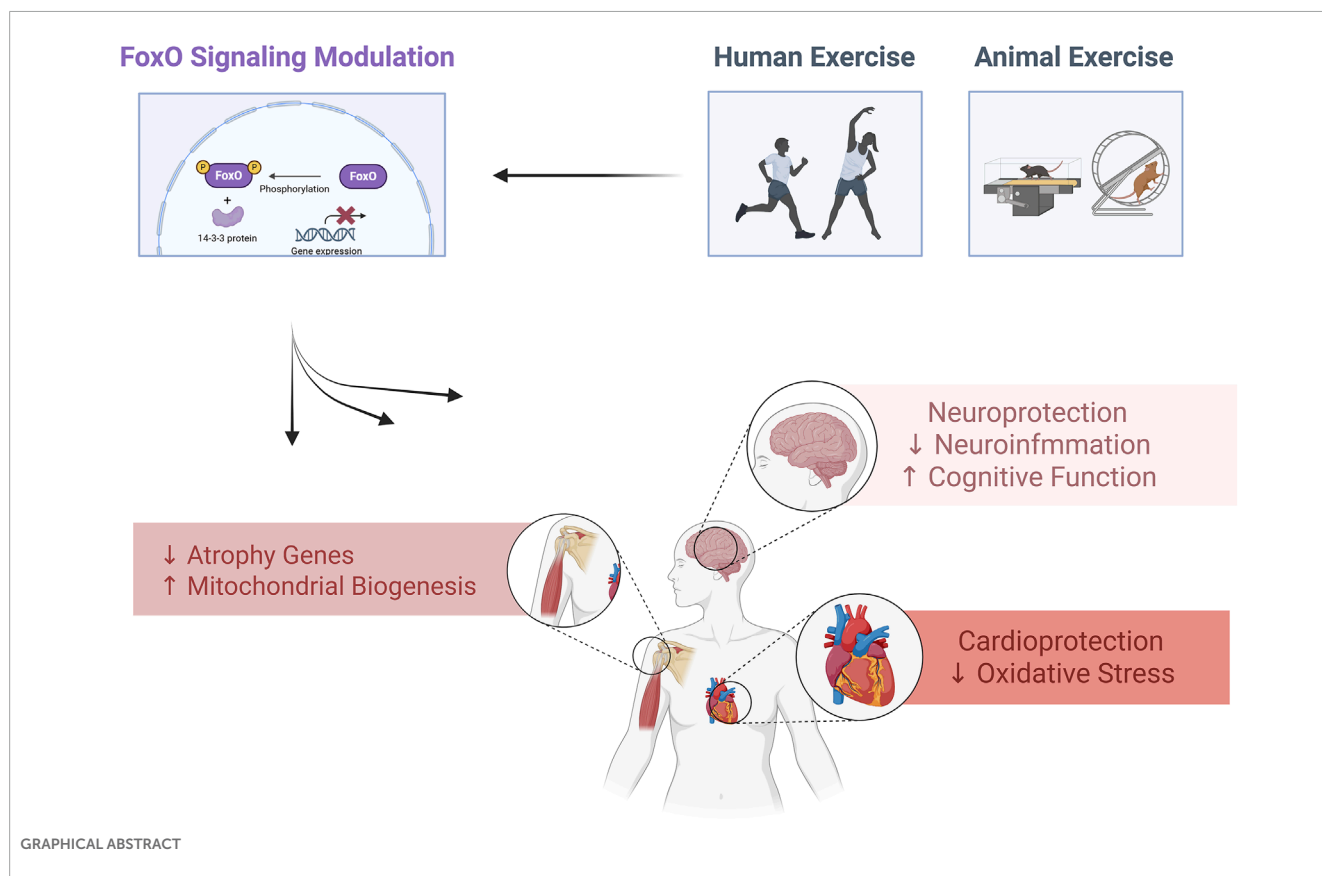 FoxO Signaling Modulation
Human Exercise
Animal Exercise
P
FoxO
P
Phosphorylation
FoxO
+
14-3-3 protein
Gene expression
Neuroprotection
↓ Neuroinfmmation
↑ Cognitive Function
↓ Atrophy Genes
↑ Mitochondrial Biogenesis
Cardioprotection
↓ Oxidative Stress
GRAPHICAL ABSTRACT